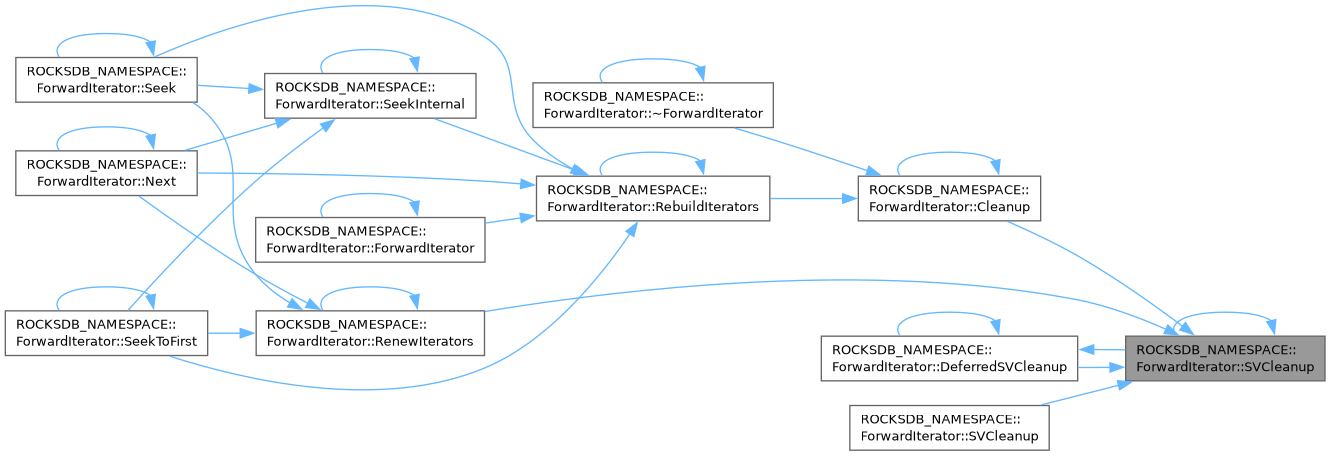 ROCKSDB_NAMESPACE::
ForwardIterator::Seek
ROCKSDB_NAMESPACE::
ForwardIterator::SeekInternal
ROCKSDB_NAMESPACE::
ForwardIterator::~ForwardIterator
ROCKSDB_NAMESPACE::
ForwardIterator::Next
ROCKSDB_NAMESPACE::
ForwardIterator::RebuildIterators
ROCKSDB_NAMESPACE::
ForwardIterator::Cleanup
ROCKSDB_NAMESPACE::
ForwardIterator::ForwardIterator
ROCKSDB_NAMESPACE::
ForwardIterator::SeekToFirst
ROCKSDB_NAMESPACE::
ForwardIterator::RenewIterators
ROCKSDB_NAMESPACE::
ForwardIterator::DeferredSVCleanup
ROCKSDB_NAMESPACE::
ForwardIterator::SVCleanup
ROCKSDB_NAMESPACE::
ForwardIterator::SVCleanup